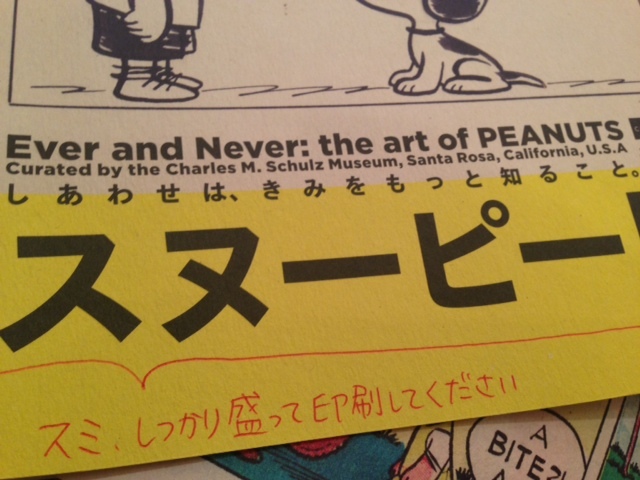 Ever and Never: the art of PEANUTS
Curated by the Charles M. Schulz Museum, Santa Rosa, California, U.S.A
しあわせは、きみをもっと知ること。
スヌーピー
スミ、しっかり盛って印刷してください
A
BITE?!